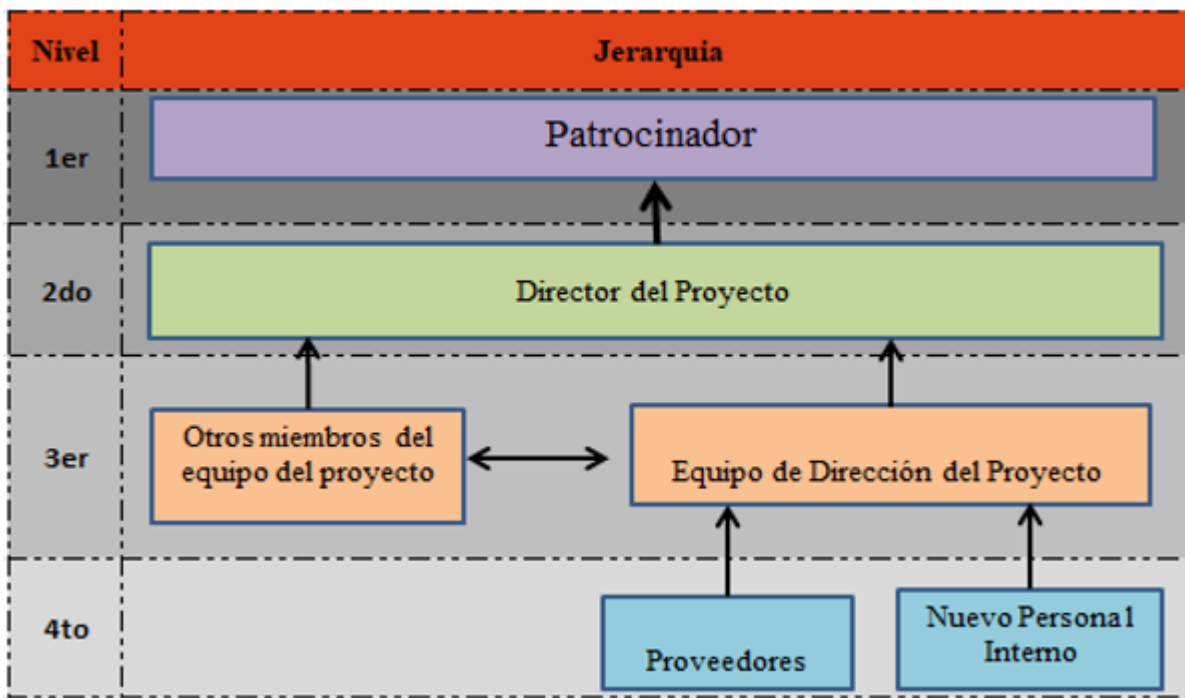 Nivel
Jerarquia
1er
Patrocinador
2do
Director del Proyecto
3er
Otros miembros del
equipo del proyecto
Equipo de Dirección del Proyecto
4to
Proveedores
Nuevo Personal
Interno